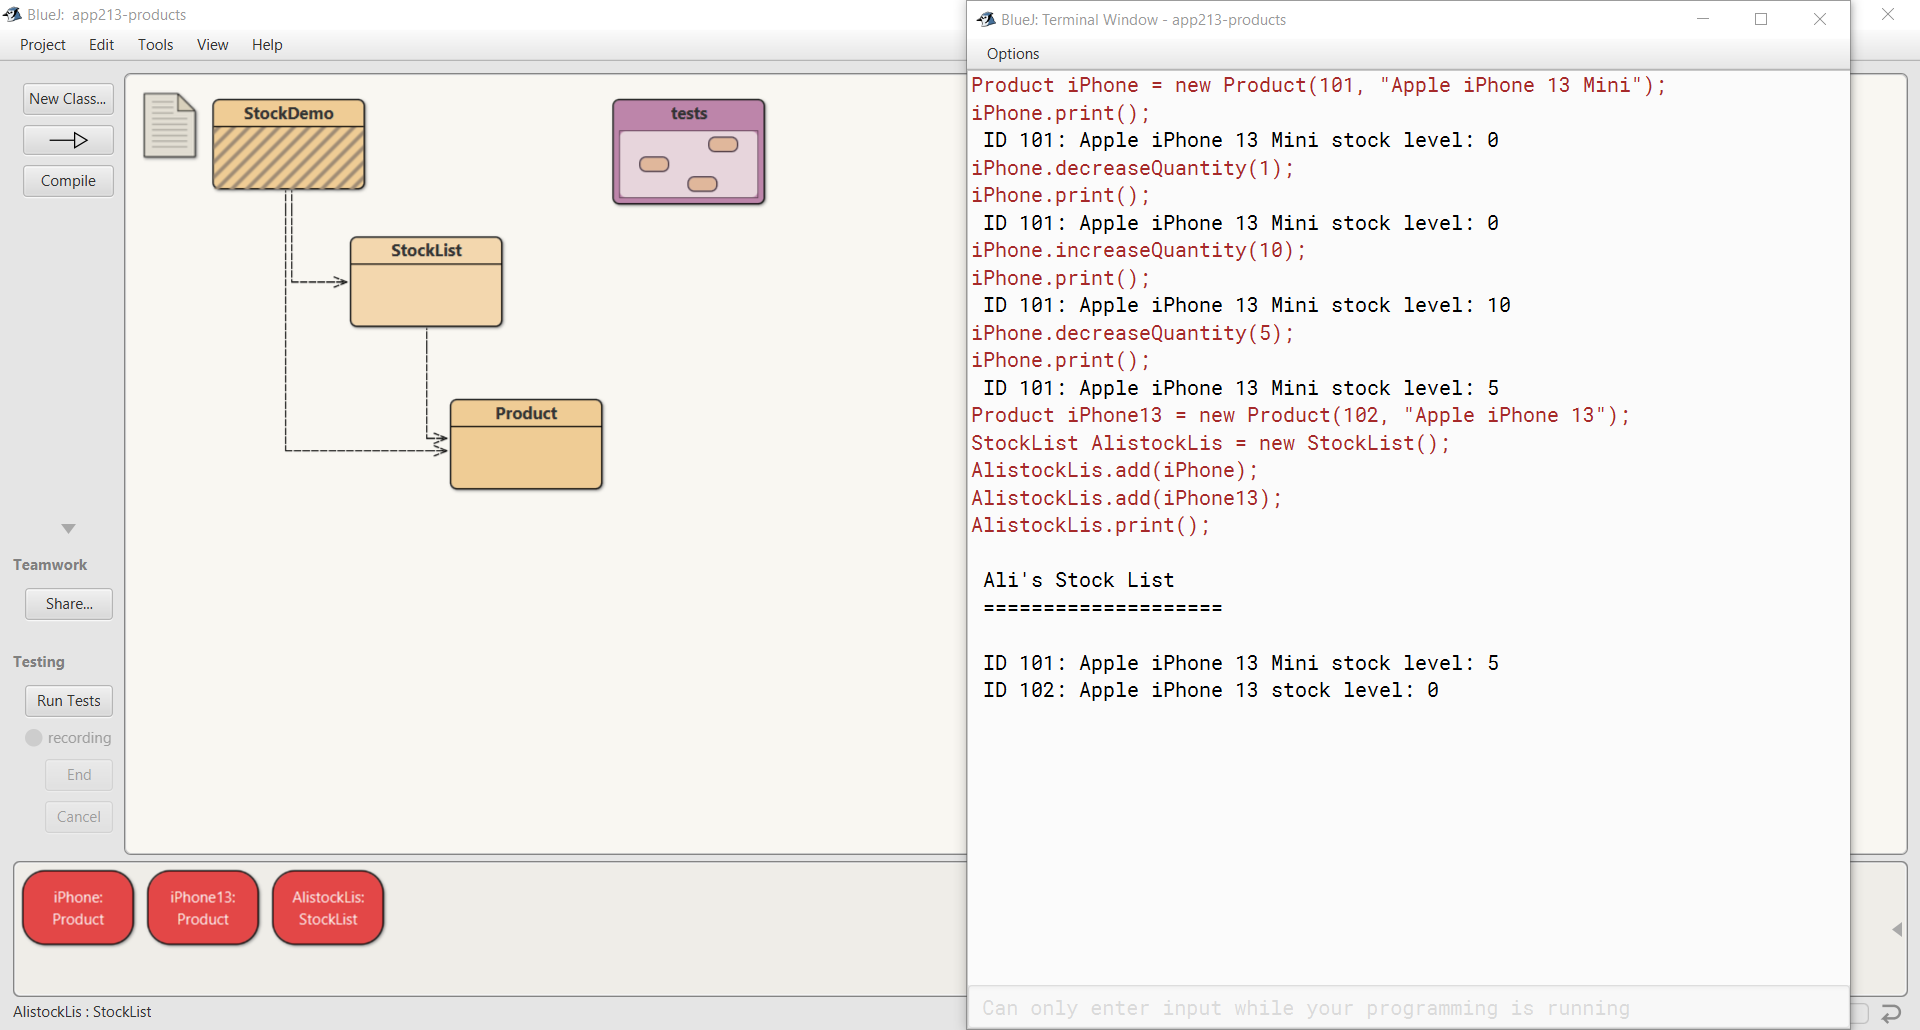 BlueJ: app213-products
Project Edit Tools View Help
New Class...
Compile
Teamwork
Share...
Testing
Run Tests
recording
End
Cancel
StockDemo
tests
StockList
Product
iPhone:
Product
iPhone13:
Product
AlistockLis:
StockList
AlistockLis : StockList
BlueJ: Terminal Window - app213-products
Options
Product iPhone = new Product(101, "Apple iPhone 13 Mini");
iPhone.print();
ID 101: Apple iPhone 13 Mini stock level: 0
iPhone.decreaseQuantity(1);
iPhone.print();
ID 101: Apple iPhone 13 Mini stock level: 0
iPhone.increaseQuantity(10);
iPhone.print();
ID 101: Apple iPhone 13 Mini stock level: 10
iPhone.decreaseQuantity(5);
iPhone.print();
ID 101: Apple iPhone 13 Mini stock level: 5
Product iPhone13 = new Product(102, "Apple iPhone 13");
StockList AlistockLis = new StockList();
AlistockLis.add(iPhone);
AlistockLis.add(iPhone13);
AlistockLis.print();
Ali's Stock List
====================
ID 101: Apple iPhone 13 Mini stock level: 5
ID 102: Apple iPhone 13 stock level: 0
Can only enter input while your programming is running